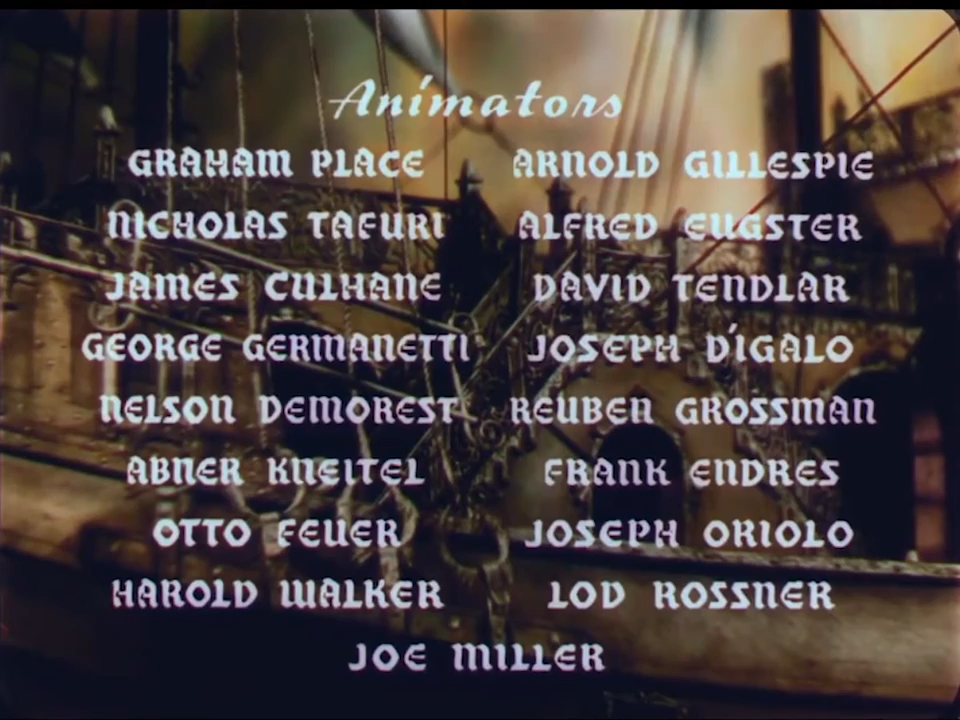 Animators
GRAHAM PLACE ARNOLD GILLESPIE
NICHOLAS TAFURI ALFRED EUGSTER
JAMES CULHANE DAVID TENDLAR
GEORGE GERMANETTI JOSEPH D'IGALO
NELSON DEMOREST REUBEN GROSSMAN
ABNER KNEITEL FRANK ENDRES
OTTO FEUER JOSEPH ORIOLO
HAROLD WALKER LOD ROSSNER
JOE MILLER